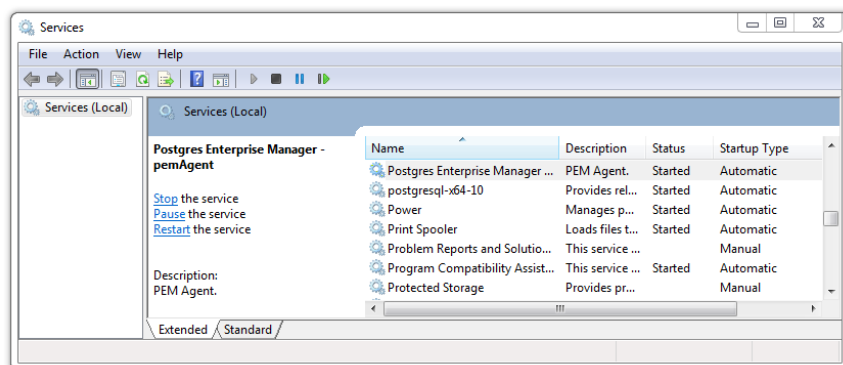 Services
File Action View Help
Services (Local)
Services (Local)
Postgres Enterprise Manager -
pemAgent
Stop the service
Pause the service
Restart the service
Description:
PEM Agent.
Name Description Status Startup Type
Postgres Enterprise Manager ... PEM Agent. Started Automatic
postgresql-x64-10 Provides rel... Started Automatic
Power Manages p... Started Automatic
Print Spooler Loads files t... Started Automatic
Problem Reports and Solutio... This service ... Manual
Program Compatibility Assist... This service ... Started Automatic
Protected Storage Provides pr... Manual
Extended Standard